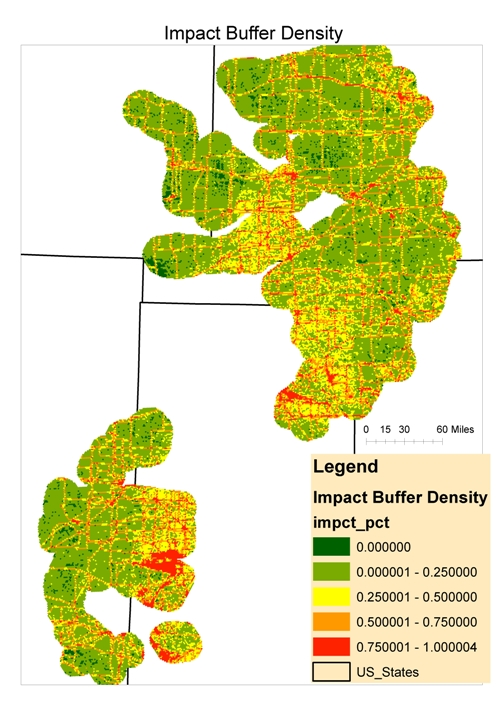 Impact Buffer Density
0 15 30 60 Miles
Legend
Impact Buffer Density
impct_pct
0.000000
0.000001 - 0.250000
0.250001 - 0.500000
0.500001 - 0.750000
0.750001 - 1.000004
US_States